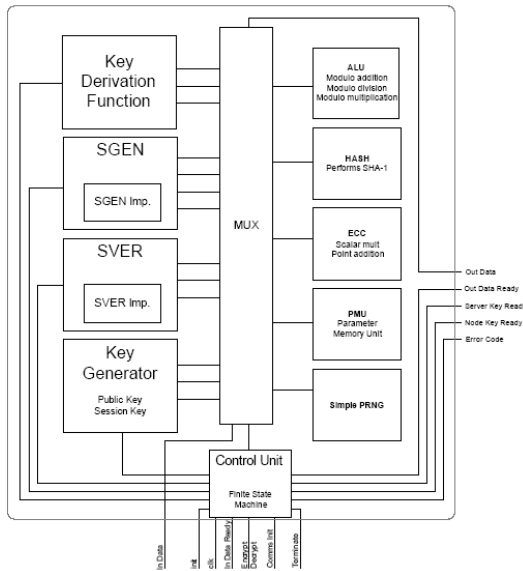 Key
Derivation
Function
SGEN
SGEN Imp.
SVER
SVER Imp.
Key
Generator
Public Key
Session Key
MUX
ALU
Modulo addition
Modulo division
Modulo multiplication
HASH
Performs SHA-1
ECC
Scalar mult
Point addition
PMU
Parameter
Memory Unit
Simple PRNG
Out Data
Out Data Ready
Server Key Read
Node Key Ready
Error Code
Control Unit
Finite State
Machine
In Data
Init
clk
In Data Ready
Encrypt
Decrypt
Comms Init
Terminate